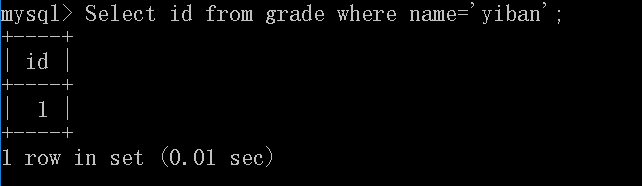 mysql> Select id from grade where name='yiban';
+----+
| id |
+----+
|  1 |
+----+
1 row in set (0.01 sec)